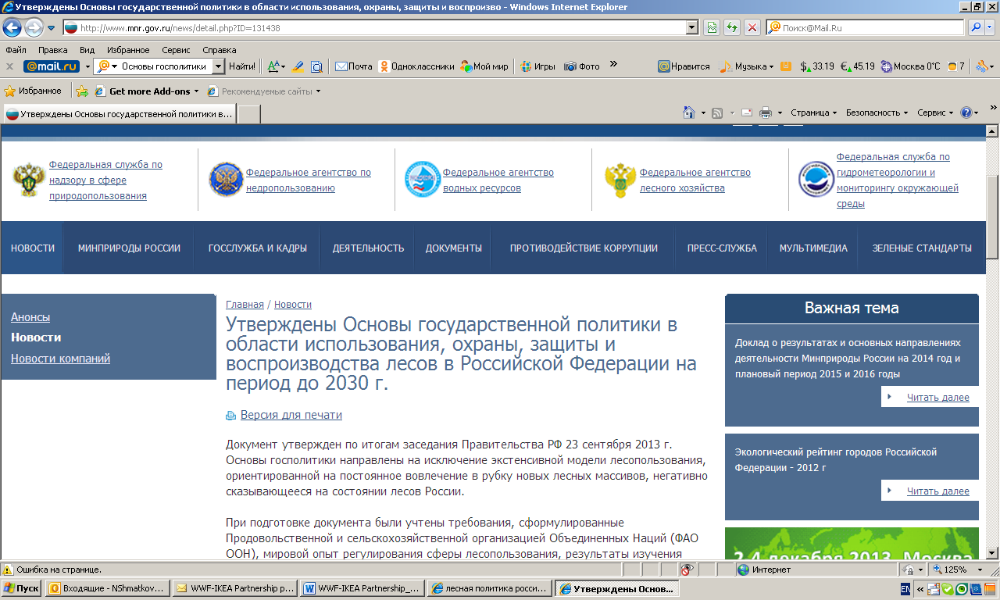 Утверждены Основы государственной политики в области использования, охраны, защиты и воспроизво - Windows Internet Explorer
http://www.mnr.gov.ru/news/detail.php?ID=131438
Поиск@Mail.Ru
Файл Правка Вид Избранное Сервис Справка
@mail.ru Основы госполитики Найти Почта Одноклассники Мой мир Игры Фото » Нравится Музыка $ 33.19 € 45.19 Москва 0°C 7
Избранное Get more Add-ons Рекомендуемые сайты
Утверждены Основы государственной политики в... Страница Безопасность Сервис »
Федеральная служба по
надзору в сфере
природопользования
Федеральное агентство по
недропользованию
Федеральное агентство
водных ресурсов
Федеральное агентство
лесного хозяйства
Федеральная служба по
гидрометеорологии и
мониторингу окружающей
среды
НОВОСТИ МИНПРИРОДЫ РОССИИ ГОССЛУЖБА И КАДРЫ ДЕЯТЕЛЬНОСТЬ ДОКУМЕНТЫ ПРОТИВОДЕЙСТВИЕ КОРРУПЦИИ ПРЕСС-СЛУЖБА МУЛЬТИМЕДИА ЗЕЛЕНЫЕ СТАНДАРТЫ
Анонсы
Новости
Новости компаний
Главная / Новости
Утверждены Основы государственной политики в
области использования, охраны, защиты и
воспроизводства лесов в Российской Федерации на
период до 2030 г.
Версия для печати
Документ утвержден по итогам заседания Правительства РФ 23 сентября 2013 г.
Основы госполитики направлены на исключение экстенсивной модели лесопользования,
ориентированной на постоянное вовлечение в рубку новых лесных массивов, негативно
сказывающееся на состоянии лесов России.
При подготовке документа были учтены требования, сформулированные
Продовольственной и сельскохозяйственной организацией Объединенных Наций (ФАО
ООН), мировой опыт регулирования сферы лесопользования, результаты изучения
Важная тема
Доклад о результатах и основных направлениях
деятельности Минприроды России на 2014 год и
плановый период 2015 и 2016 годы
Читать далее
Экологический рейтинг городов Российской
Федерации - 2012 г
Читать далее
2-4 декабря 2013, Москва
Ошибка на странице. Интернет 125%
Пуск Входящие - NShmatkov... WWF-IKEA Partnership p... WWF-IKEA Partnership_... лесная политика росси... Утверждены Основ... EN «